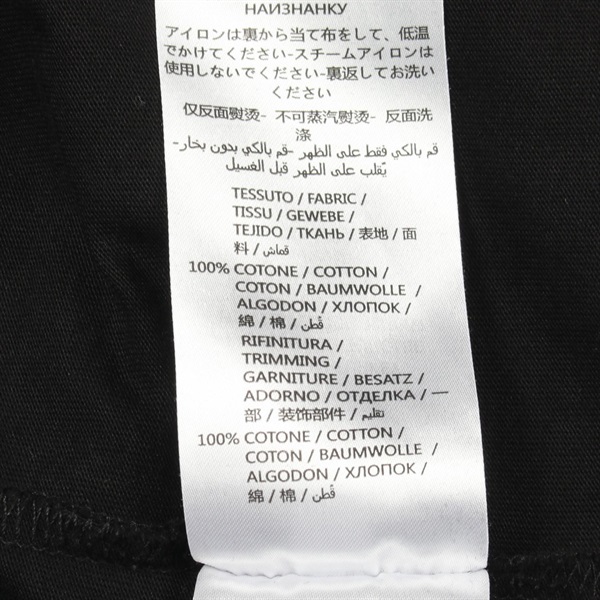 НАИЗНАНКУ
アイロンは裏から当て布をして、低温
でかけてください-スチームアイロンは
使用しないでください-裏返してお洗い
ください
仅反面熨烫- 不可蒸汽熨烫- 反面洗
涤
قم بالكي فقط على الظهر -قم بالكي بدون بخار-
يّقلب على الظهر قبل الغسيل
TESSUTO / FABRIC /
TISSU / GEWEBE /
TEJIDO / ТКАНЬ / 表地 / 面
料 / قماش
100% COTONE / COTTON /
COTON / BAUMWOLLE /
ALGODON / ХЛОПОК /
綿 / 棉 / قُطن
RIFINITURA /
TRIMMING /
GARNITURE / BESATZ /
ADORNO / ОТДЕЛКА / 一
部 / 装饰部件 / تقليم
100% COTONE / COTTON /
COTON / BAUMWOLLE /
ALGODON / ХЛОПОК /
綿 / 棉 / قُطن